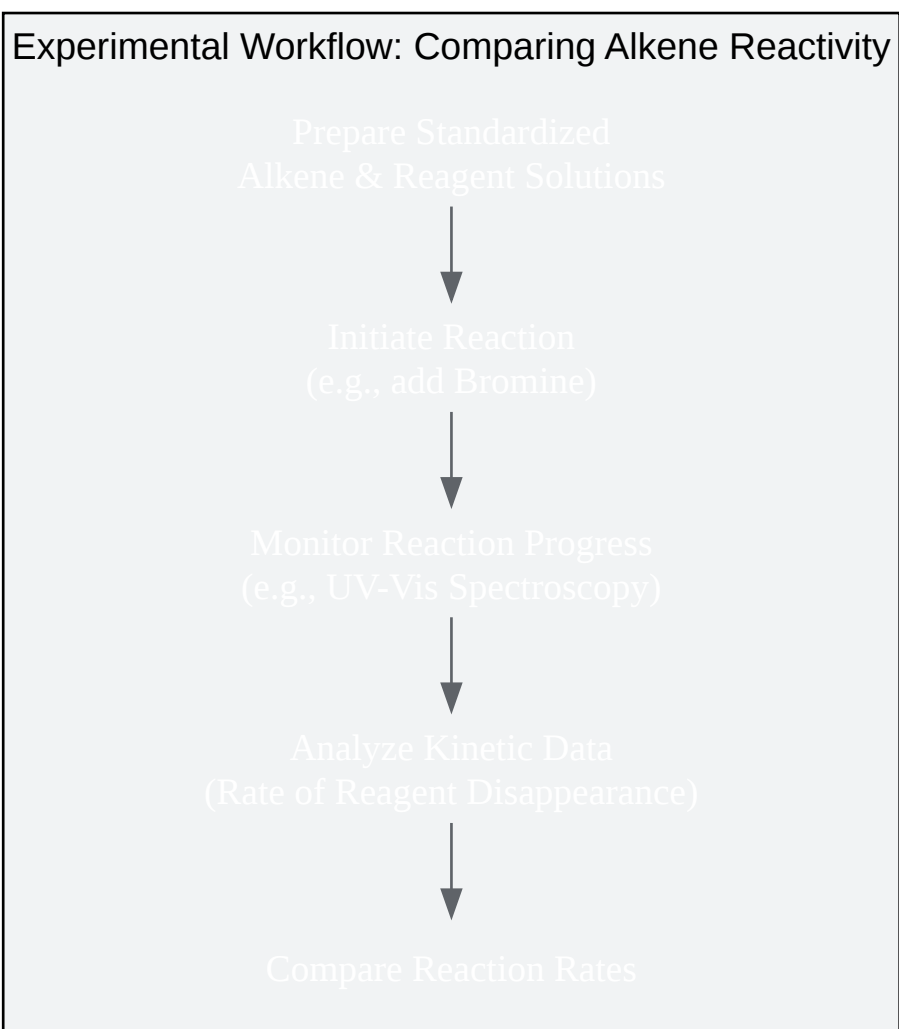 Experimental Workflow: Comparing Alkene Reactivity
Prepare Standardized
Alkene & Reagent Solutions
Initiate Reaction
(e.g., add Bromine)
Monitor Reaction Progress
(e.g., UV-Vis Spectroscopy)
Analyze Kinetic Data
(Rate of Reagent Disappearance)
Compare Reaction Rates